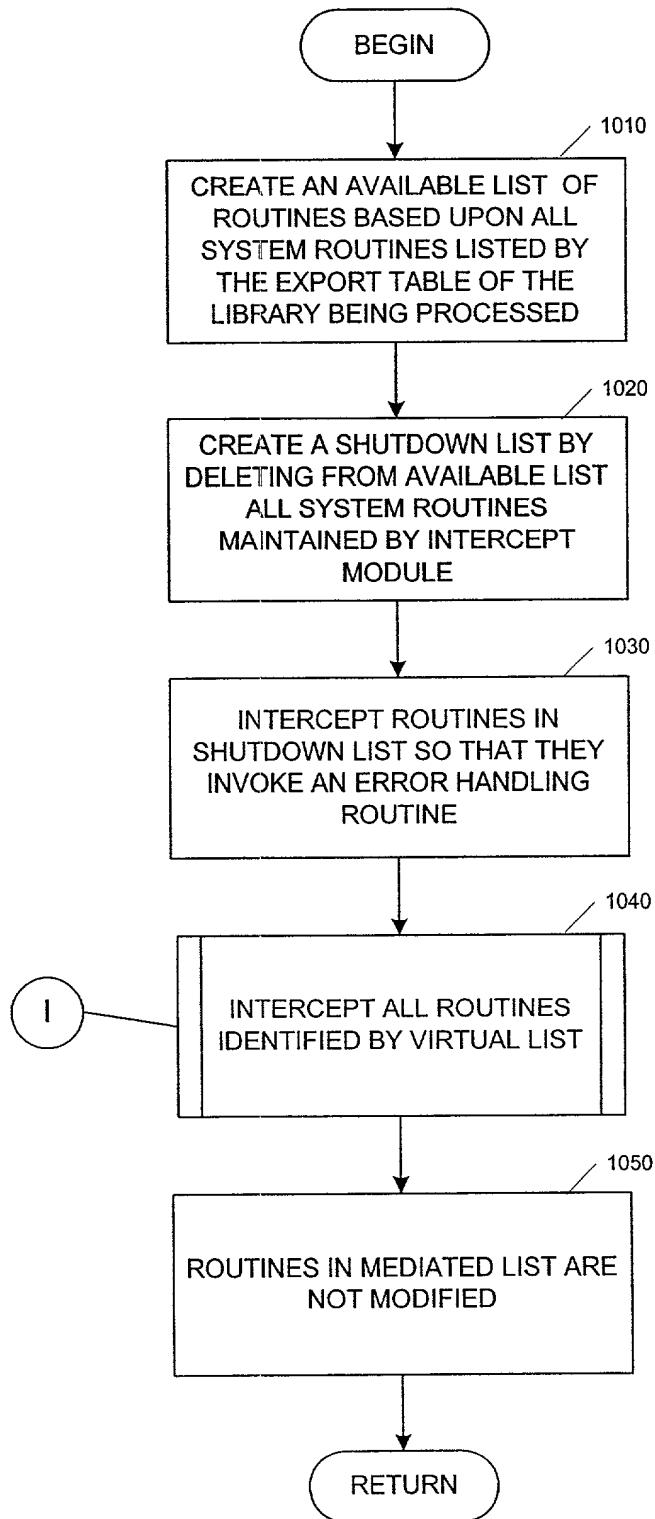 BEGIN
1010
CREATE AN AVAILABLE LIST OF
ROUTINES BASED UPON ALL
SYSTEM ROUTINES LISTED BY
THE EXPORT TABLE OF THE
LIBRARY BEING PROCESSED
1020
CREATE A SHUTDOWN LIST BY
DELETING FROM AVAILABLE LIST
ALL SYSTEM ROUTINES
MAINTAINED BY INTERCEPT
MODULE
1030
INTERCEPT ROUTINES IN
SHUTDOWN LIST SO THAT THEY
INVOKE AN ERROR HANDLING
ROUTINE
1040
I
INTERCEPT ALL ROUTINES
IDENTIFIED BY VIRTUAL LIST
1050
ROUTINES IN MEDIATED LIST ARE
NOT MODIFIED
RETURN